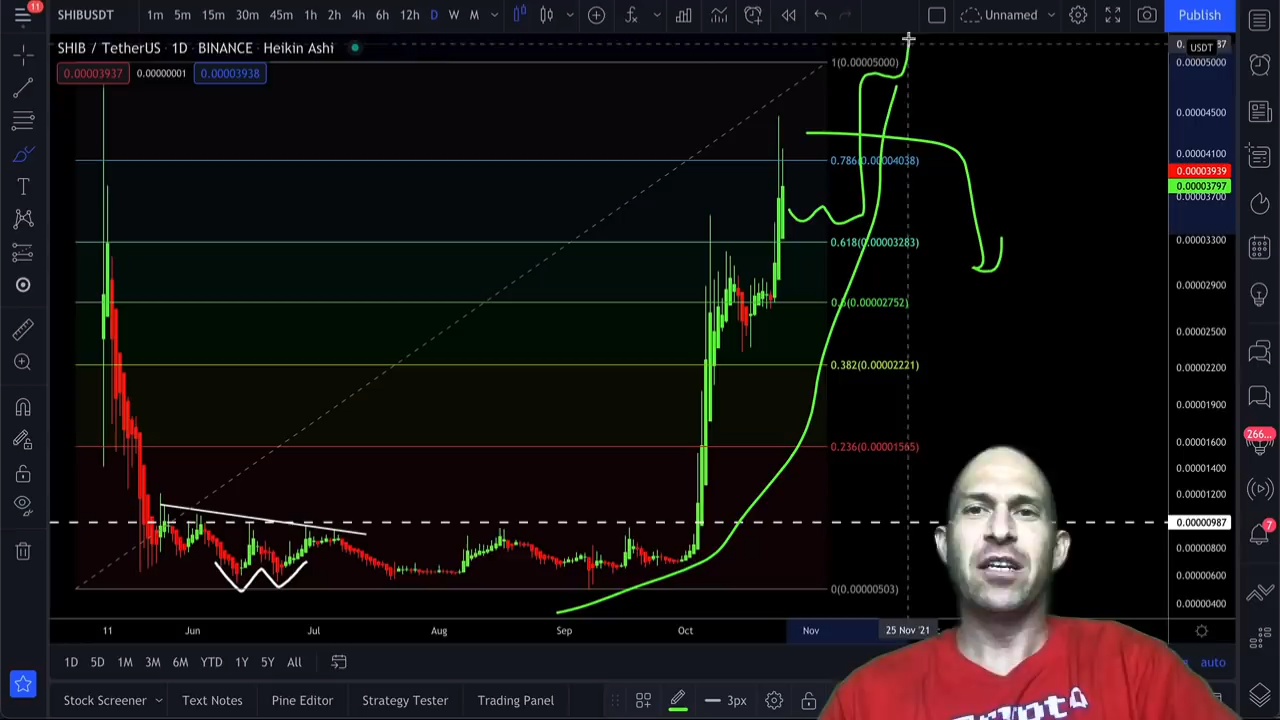 11
SHIBUSDT
1m 5m 15m 30m 45m 1h 2h 4h 6h 12h D W M
Unnamed
Publish
SHIB / TetherUS · 1D · BINANCE · Heikin Ashi
0.00003937 0.00000001 0.00003938
USDT
1(0.00005000)
0.786(0.00004038)
0.618(0.00003283)
0.5(0.00002752)
0.382(0.00002221)
0.236(0.00001565)
0(0.00000503)
0.00005000
0.00004500
0.00004100
0.00003939
0.00003797
0.00003700
0.00003300
0.00002900
0.00002500
0.00002200
0.00001900
0.00001600
0.00001400
0.00001200
0.00000987
0.00000800
0.00000600
0.00000400
266...
7
11 Jun Jul Aug Sep Oct Nov 25 Nov '21
1D 5D 1M 3M 6M YTD 1Y 5Y All
auto
Stock Screener Text Notes Pine Editor Strategy Tester Trading Panel
3px